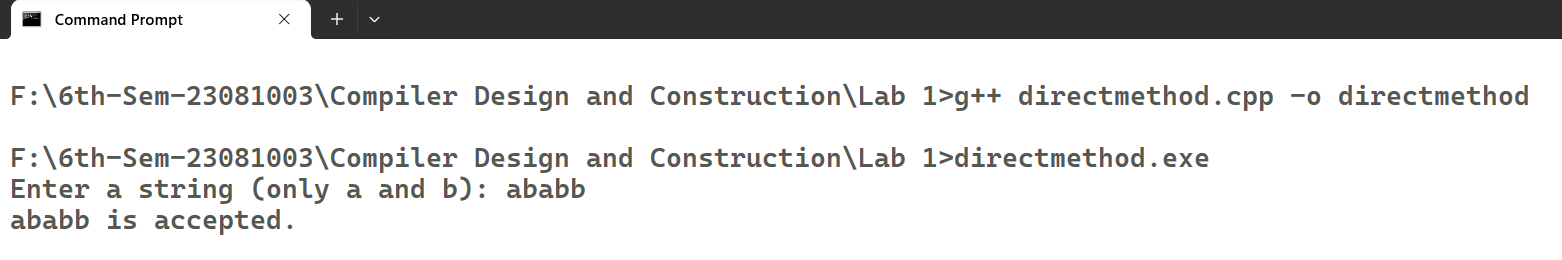 Command Prompt
F:\6th-Sem-23081003\Compiler Design and Construction\Lab 1>g++ directmethod.cpp -o directmethod
F:\6th-Sem-23081003\Compiler Design and Construction\Lab 1>directmethod.exe
Enter a string (only a and b): ababb
ababb is accepted.